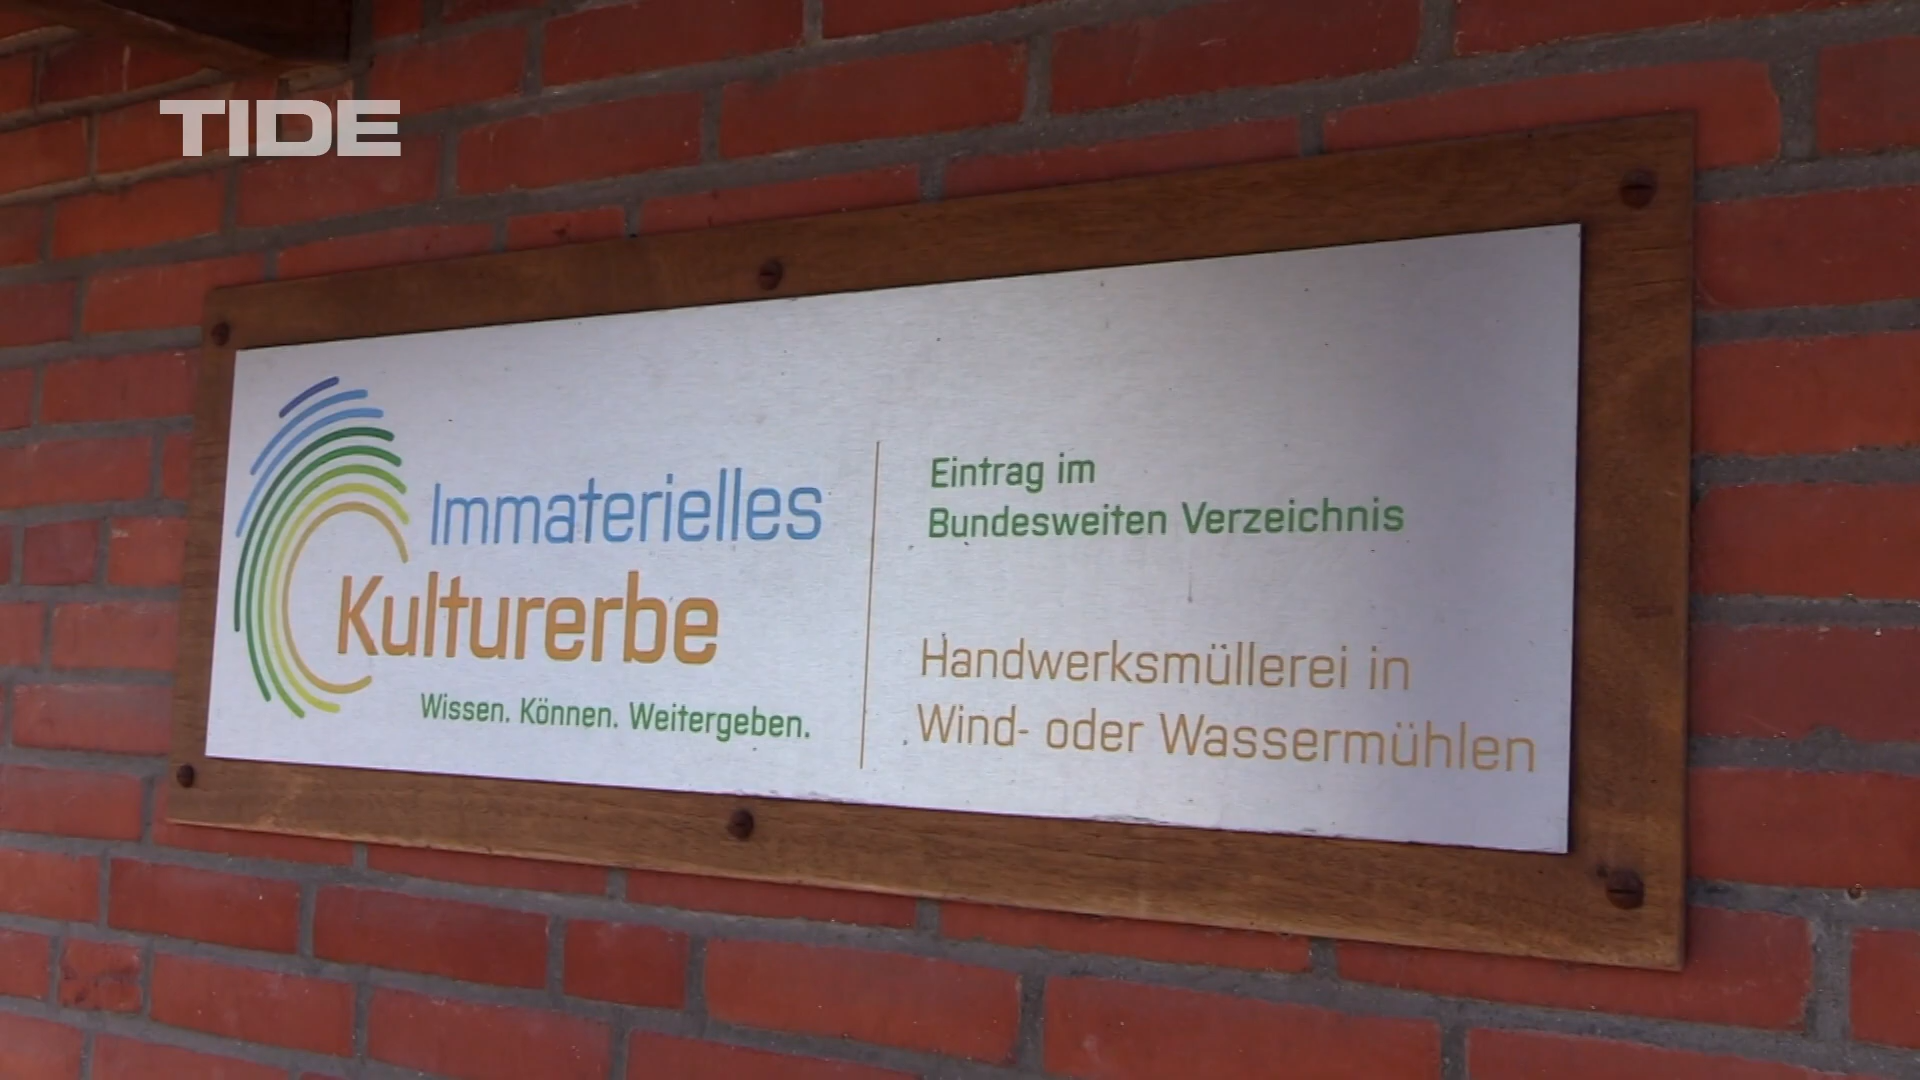 TIDE
Immaterielles
Kulturerbe
Wissen. Können. Weitergeben.
Eintrag im
Bundesweiten Verzeichnis
Handwerksmüllerei in
Wind- oder Wassermühlen